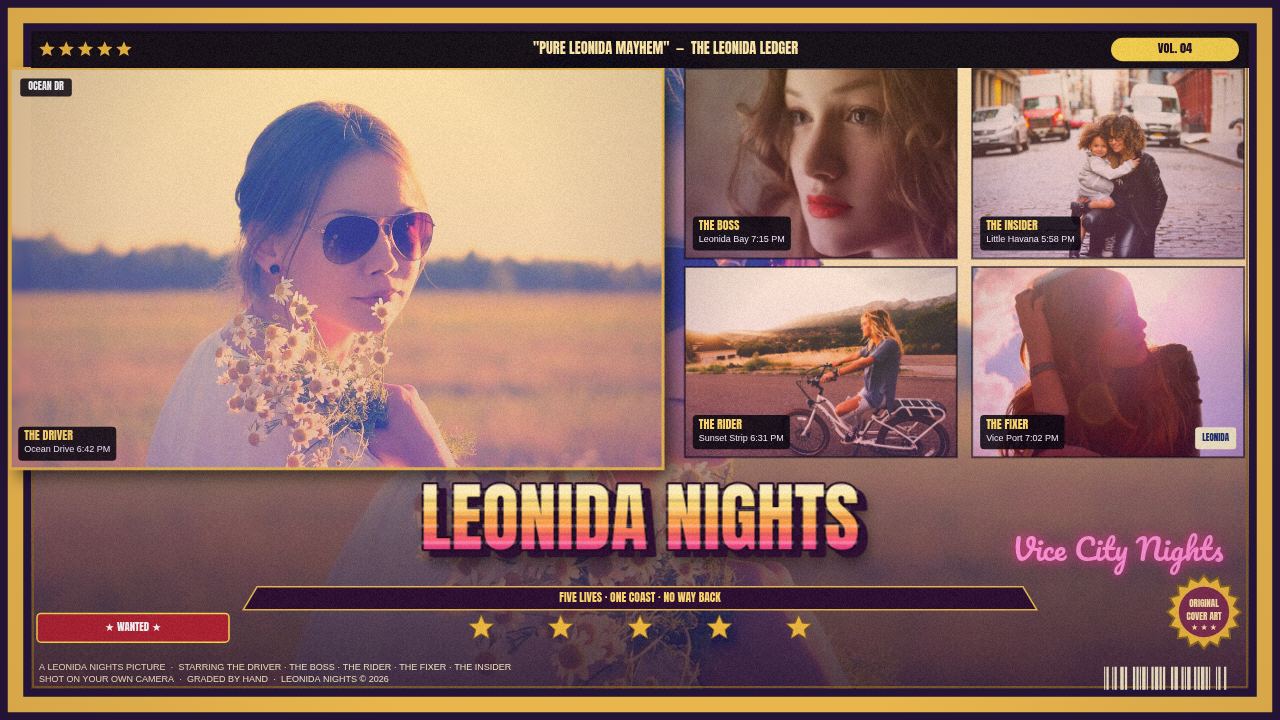 ★★★★★
"PURE LEONIDA MAYHEM" – THE LEONIDA LEDGER
VOL. 04
OCEAN DR
THE DRIVER
Ocean Drive 6:42 PM
THE BOSS
Leonida Bay 7:15 PM
THE INSIDER
Little Havana 5:58 PM
THE RIDER
Sunset Strip 6:31 PM
THE FIXER
Vice Port 7:02 PM
LEONIDA
LEONIDA NIGHTS
Vice City Nights
FIVE LIVES · ONE COAST · NO WAY BACK
★ WANTED ★
★ ★ ★ ★ ★
ORIGINAL
COVER ART
★ ★ ★
A LEONIDA NIGHTS PICTURE · STARRING THE DRIVER · THE BOSS · THE RIDER · THE FIXER · THE INSIDER
SHOT ON YOUR OWN CAMERA · GRADED BY HAND · LEONIDA NIGHTS © 2026